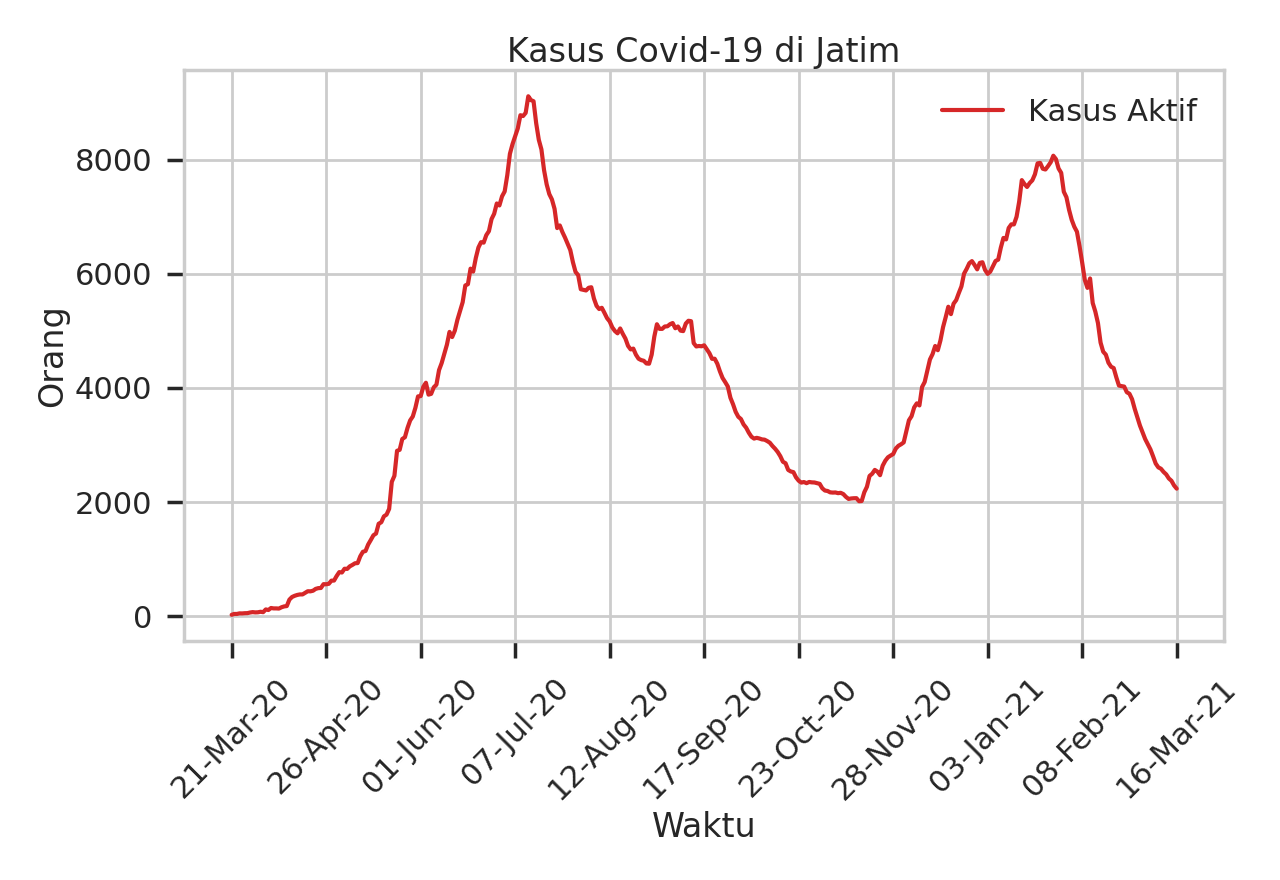 Kasus Covid-19 di Jatim
Kasus Aktif
Orang
8000
6000
4000
2000
0
21-Mar-20
26-Apr-20
01-Jun-20
07-Jul-20
12-Aug-20
17-Sep-20
23-Oct-20
28-Nov-20
03-Jan-21
08-Feb-21
16-Mar-21
Waktu